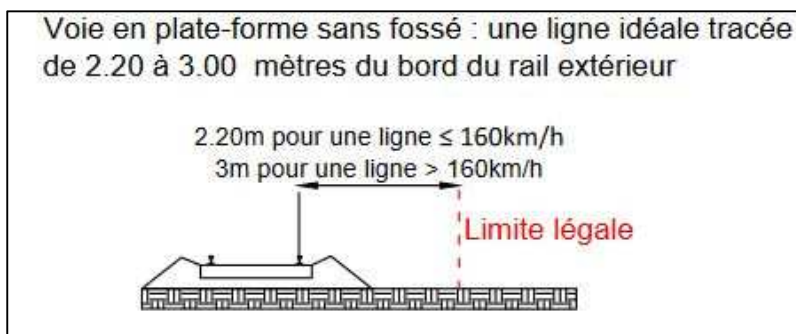 Voie en plate-forme sans fossé : une ligne idéale tracée
de 2.20 à 3.00 mètres du bord du rail extérieur
2.20m pour une ligne ≤ 160km/h
3m pour une ligne > 160km/h
Limite légale